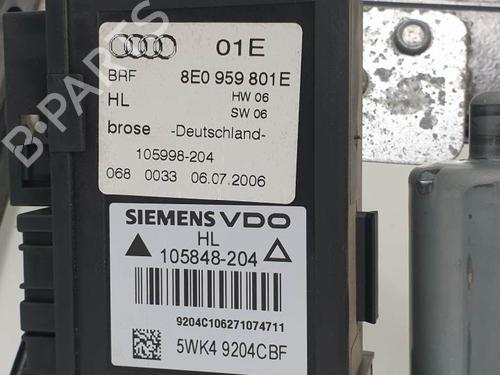 01E
BRF 8E0 959 801E
HL HW 06
SW 06
brose -Deutschland-
105998-204
068 0033 06.07.2006
SIEMENS VDO
HL
105848-204
9204C106271074711
5WK4 9204CBF
B-PARTS